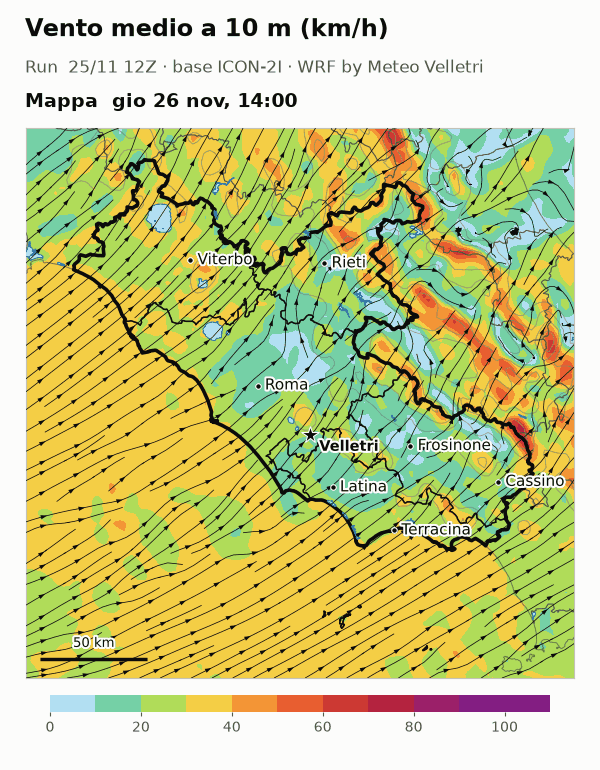 Vento medio a 10 m (km/h)
Run 25/11 12Z · base ICON-2I · WRF by Meteo Velletri
Mappa gio 26 nov, 14:00
Viterbo
Rieti
Roma
Velletri
Frosinone
Latina
Cassino
Terracina
50 km
0 20 40 60 80 100